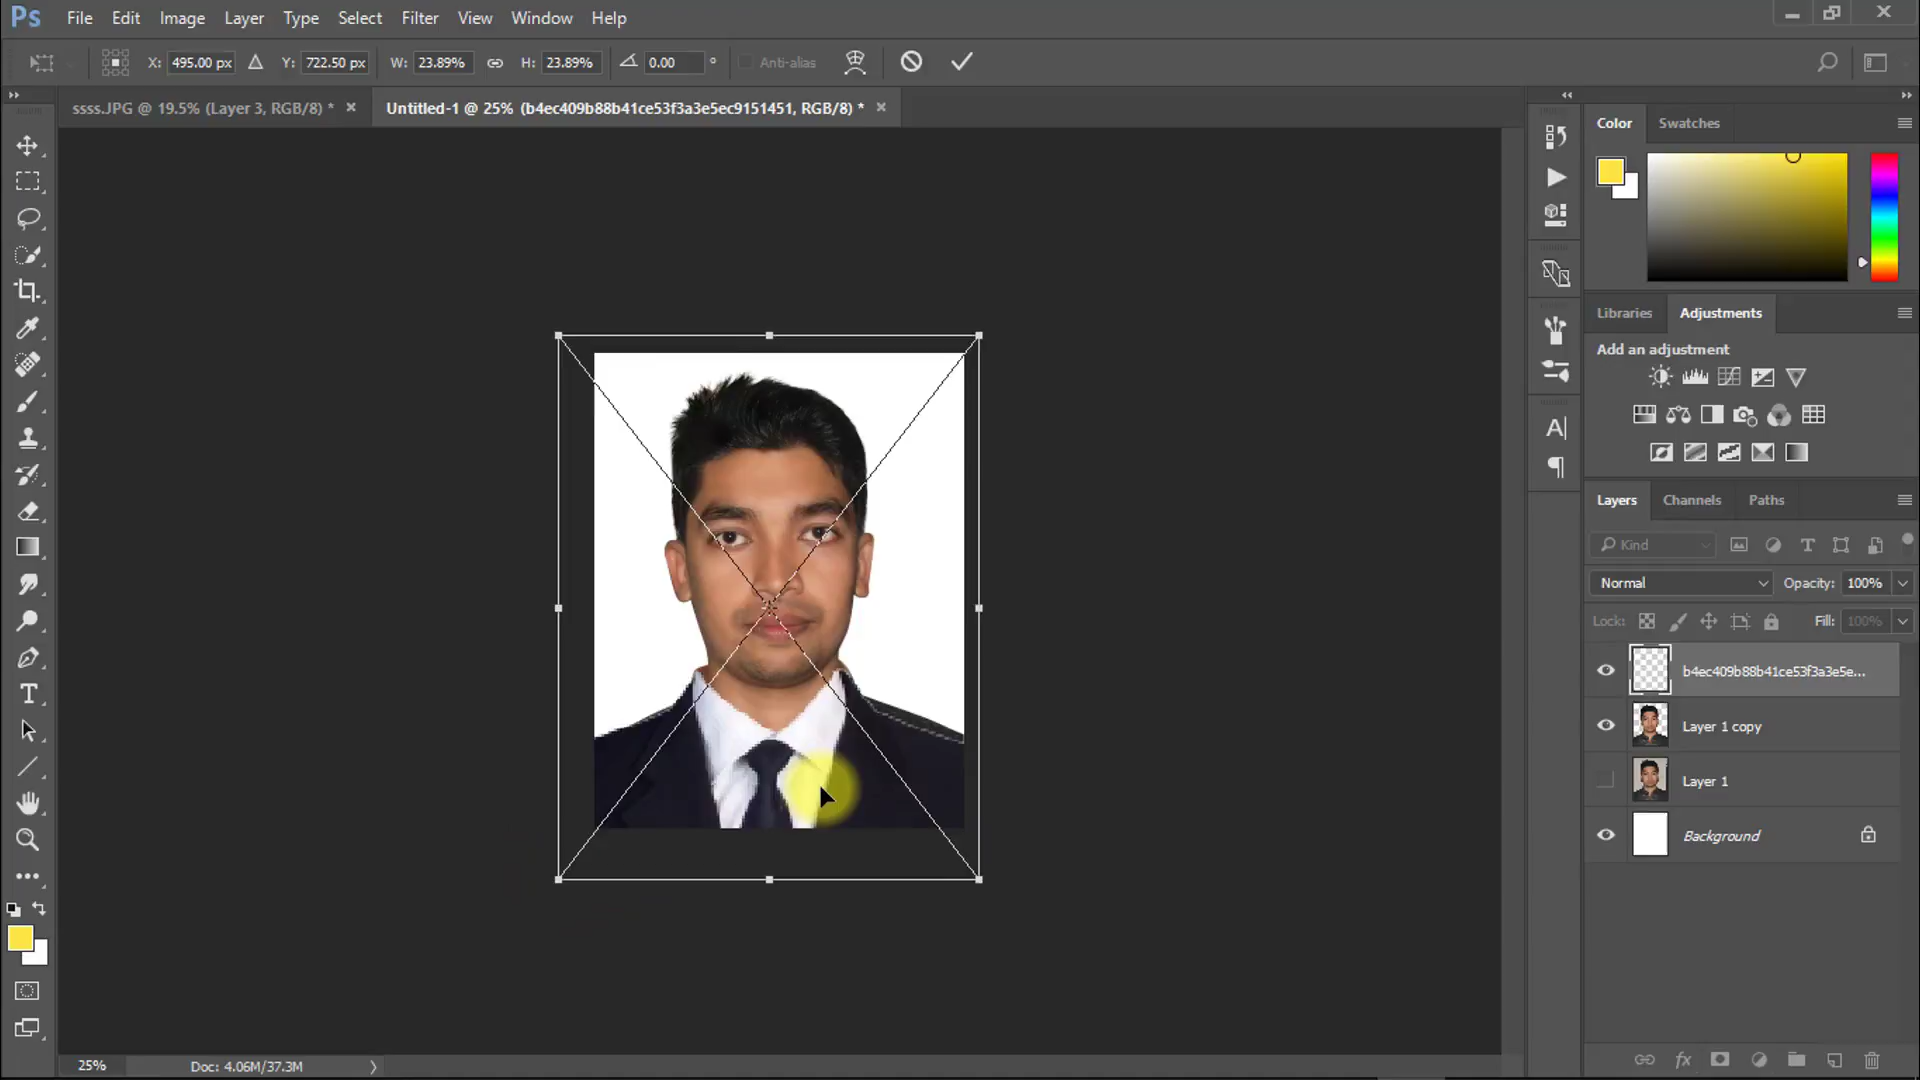 Ps File Edit Image Layer Type Select Filter View Window Help
X: 495.00 px Y: 722.50 px W: 23.89% H: 23.89% 0.00 ° Anti-alias
ssss.JPG @ 19.5% (Layer 3, RGB/8) * × Untitled-1 @ 25% (b4ec409b88b41ce53f3a3e5ec9151451, RGB/8) * ×
Color Swatches
Libraries Adjustments
Add an adjustment
Layers Channels Paths
Kind
Normal Opacity: 100%
Lock: Fill: 100%
b4ec409b88b41ce53f3a3e5e...
Layer 1 copy
Layer 1
Background
25% Doc: 4.06M/37.3M